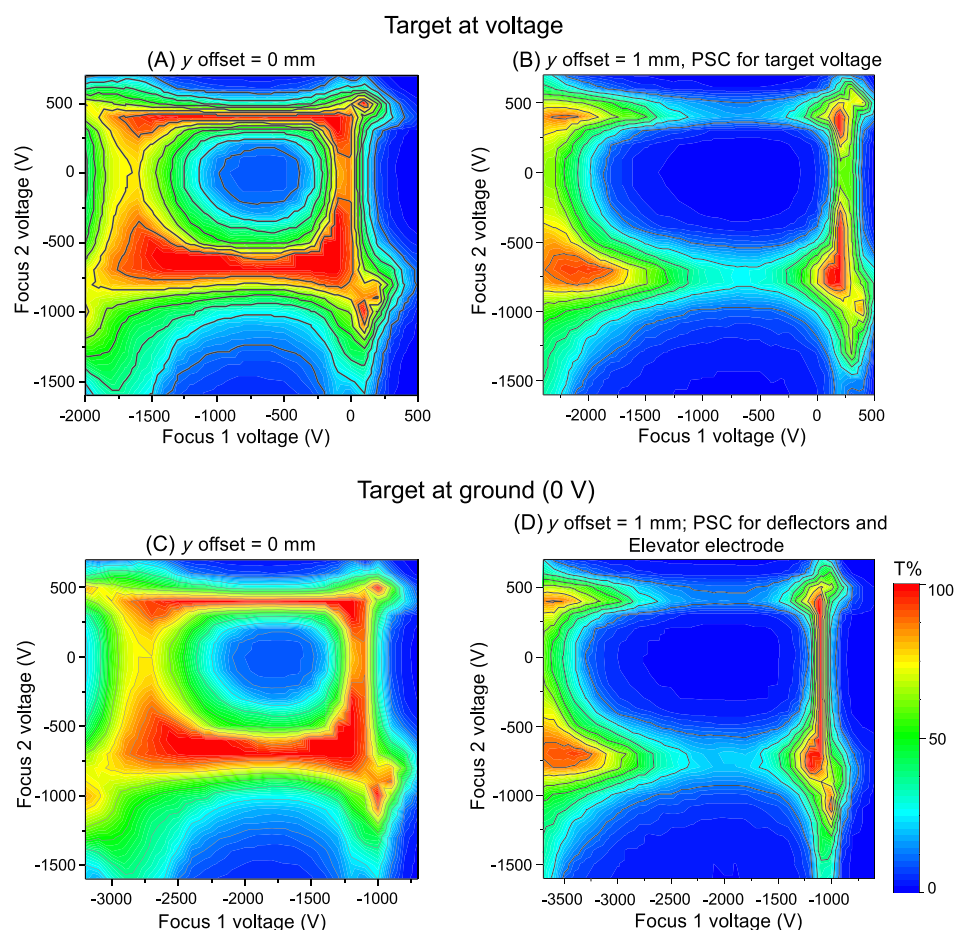 Target at voltage
(A) y offset = 0 mm
(B) y offset = 1 mm, PSC for target voltage
500
0
-500
-1000
-1500
Focus 2 voltage (V)
-2000 -1500 -1000 -500 0 500
Focus 1 voltage (V)
500
0
-500
-1000
-1500
Focus 2 voltage (V)
-2000 -1500 -1000 -500 0 500
Focus 1 voltage (V)
Target at ground (0 V)
(C) y offset = 0 mm
(D) y offset = 1 mm; PSC for deflectors and
Elevator electrode
500
0
-500
-1000
-1500
Focus 2 voltage (V)
-3000 -2500 -2000 -1500 -1000
Focus 1 voltage (V)
500
0
-500
-1000
-1500
Focus 2 voltage (V)
-3500 -3000 -2500 -2000 -1500 -1000
Focus 1 voltage (V)
T%
100
50
0